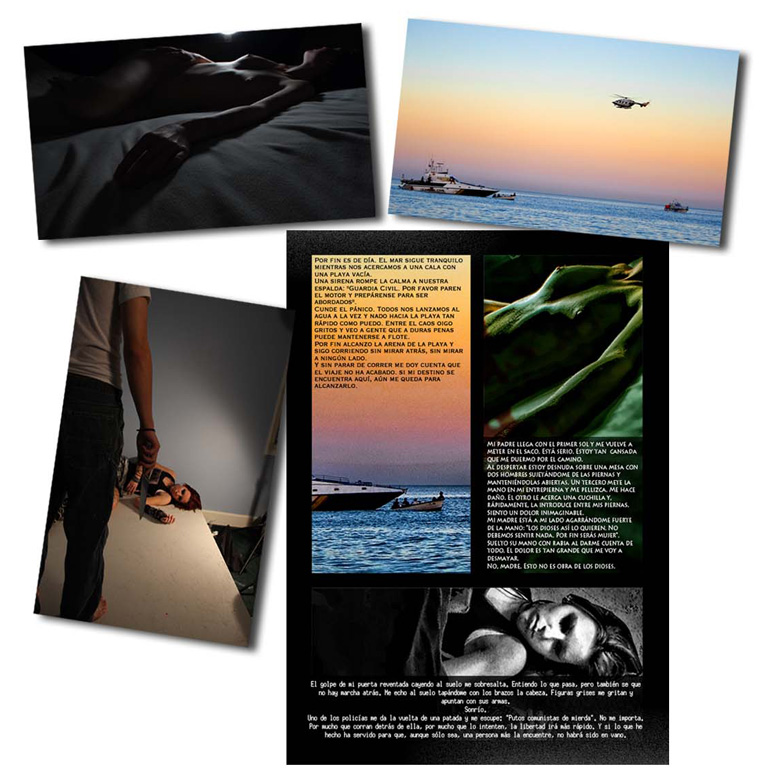 Por fin es de día. El mar sigue tranquilo
mientras nos acercamos a una cala con
una playa vacía.
Una sirena rompe la calma a nuestra
espalda: "Guardia Civil. Por favor paren
el motor y prepárense para ser
abordados".
Cunde el pánico. Todos nos lanzamos al
agua a la vez y nado hacia la playa tan
rápido como puedo. Entre el caos oigo
gritos y veo a gente que a duras penas
puede mantenerse a flote.
Por fin alcanzo la arena de la playa y
sigo corriendo sin mirar atrás, sin mirar
a ningún lado.
Y sin parar de correr me doy cuenta que
el viaje no ha acabado. si mi destino se
encuentra aquí, aún me queda para
alcanzarlo.
Mi padre llega con el primer sol y me vuelve a
meter en el saco. Está serio. Estoy tan cansada
que me duermo por el camino.
Al despertar estoy desnuda sobre una mesa con
dos hombres sujetándome de las piernas y
manteniéndolas abiertas. Un tercero mete la
mano en mi entrepierna y me pellizca. Me hace
daño. El otro le acerca una cuchilla y,
rápidamente, la introduce entre mis piernas.
Siento un dolor inimaginable.
Mi madre está a mi lado agarrándome fuerte
de la mano: "Los dioses así lo quieren. No
debemos sentir nada. Por fin serás mujer".
Suelto su mano con rabia al darme cuenta de
todo. El dolor es tan grande que me voy a
desmayar.
No, madre. Esto no es obra de los dioses.
El golpe de mi puerta reventada cayendo al suelo me sobresalta. Entiendo lo que pasa, pero también se que
no hay marcha atrás. Me echo al suelo tapándome con los brazos la cabeza. Figuras grises me gritan y
apuntan con sus armas.
Sonrío.
Uno de los policías me da la vuelta de una patada y me escupe: "Putos comunistas de mierda". No me importa.
Por mucho que corran detrás de ella, por mucho que lo intenten, la libertad irá más rápido. Y si lo que he
hecho ha servido para que, aunque sólo sea, una persona más la encuentre, no habrá sido en vano.